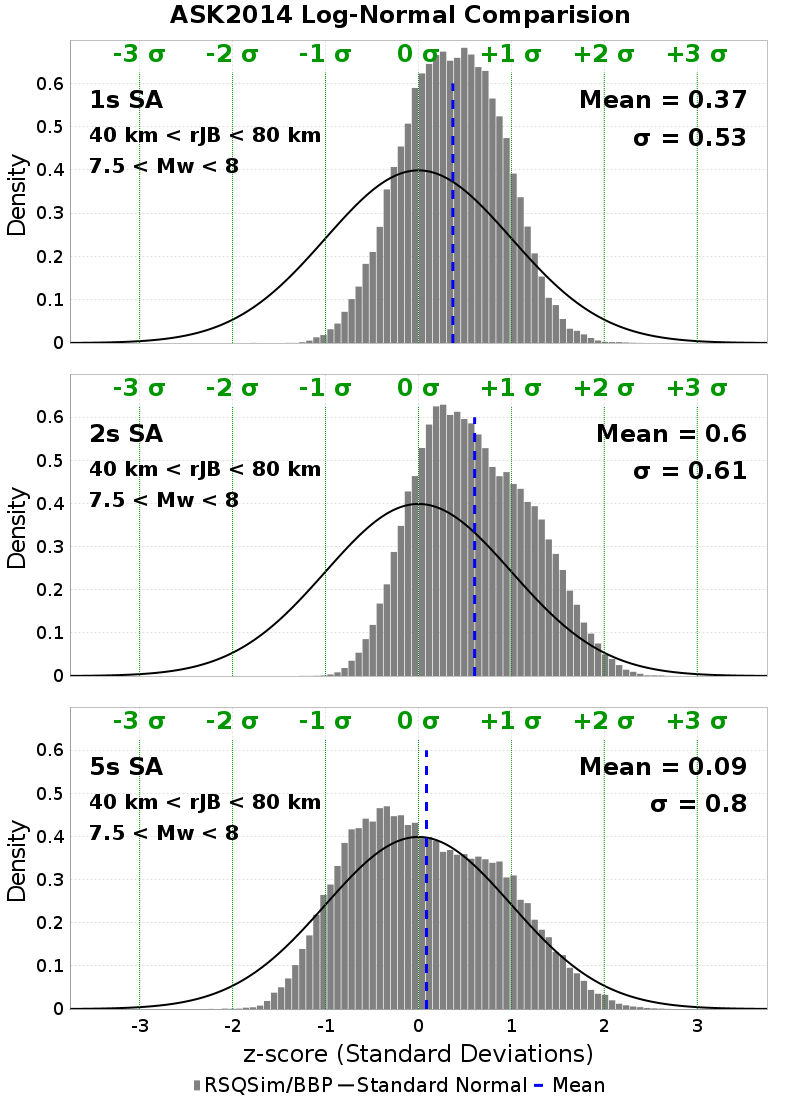 ASK2014 Log-Normal Comparision
-3 σ -2 σ -1 σ 0 σ +1 σ +2 σ +3 σ
1s SA
Mean = 0.37
40 km < rJB < 80 km
σ = 0.53
7.5 < Mw < 8
Density
0.6
0.5
0.4
0.3
0.2
0.1
0
-3 σ -2 σ -1 σ 0 σ +1 σ +2 σ +3 σ
2s SA
Mean = 0.6
40 km < rJB < 80 km
σ = 0.61
7.5 < Mw < 8
Density
0.6
0.5
0.4
0.3
0.2
0.1
0
-3 σ -2 σ -1 σ 0 σ +1 σ +2 σ +3 σ
5s SA
Mean = 0.09
40 km < rJB < 80 km
σ = 0.8
7.5 < Mw < 8
Density
0.6
0.5
0.4
0.3
0.2
0.1
0
-3 -2 -1 0 1 2 3
z-score (Standard Deviations)
RSQSim/BBP Standard Normal Mean